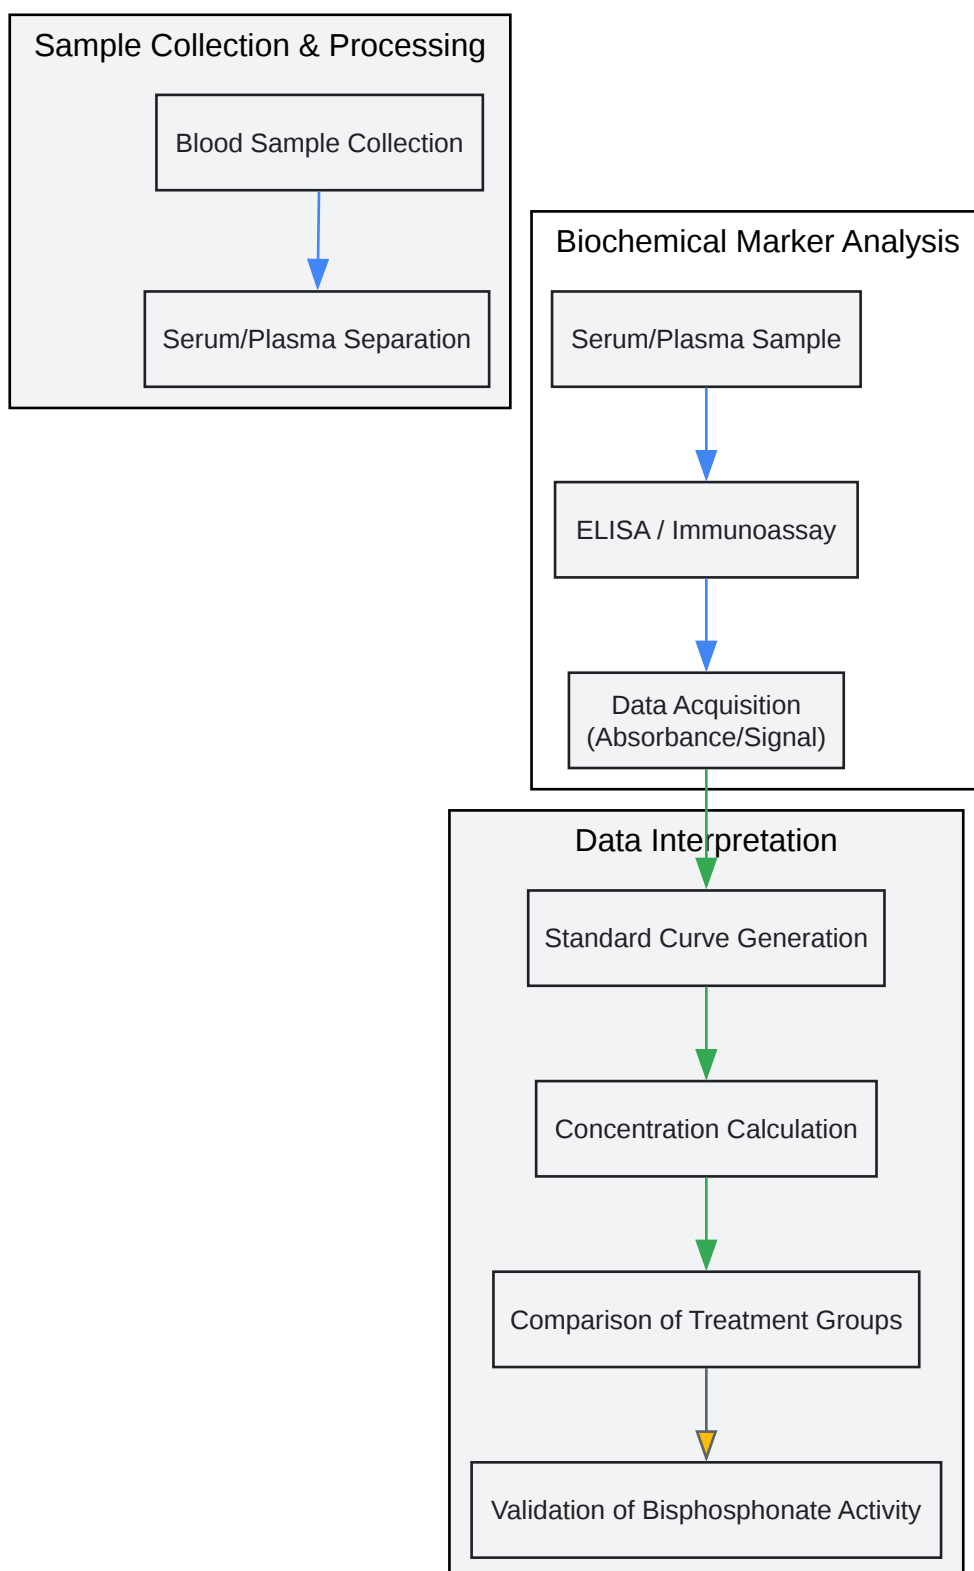 Sample Collection & Processing
Blood Sample Collection
Serum/Plasma Separation
Biochemical Marker Analysis
Serum/Plasma Sample
ELISA / Immunoassay
Data Acquisition
(Absorbance/Signal)
Data Interpretation
Standard Curve Generation
Concentration Calculation
Comparison of Treatment Groups
Validation of Bisphosphonate Activity